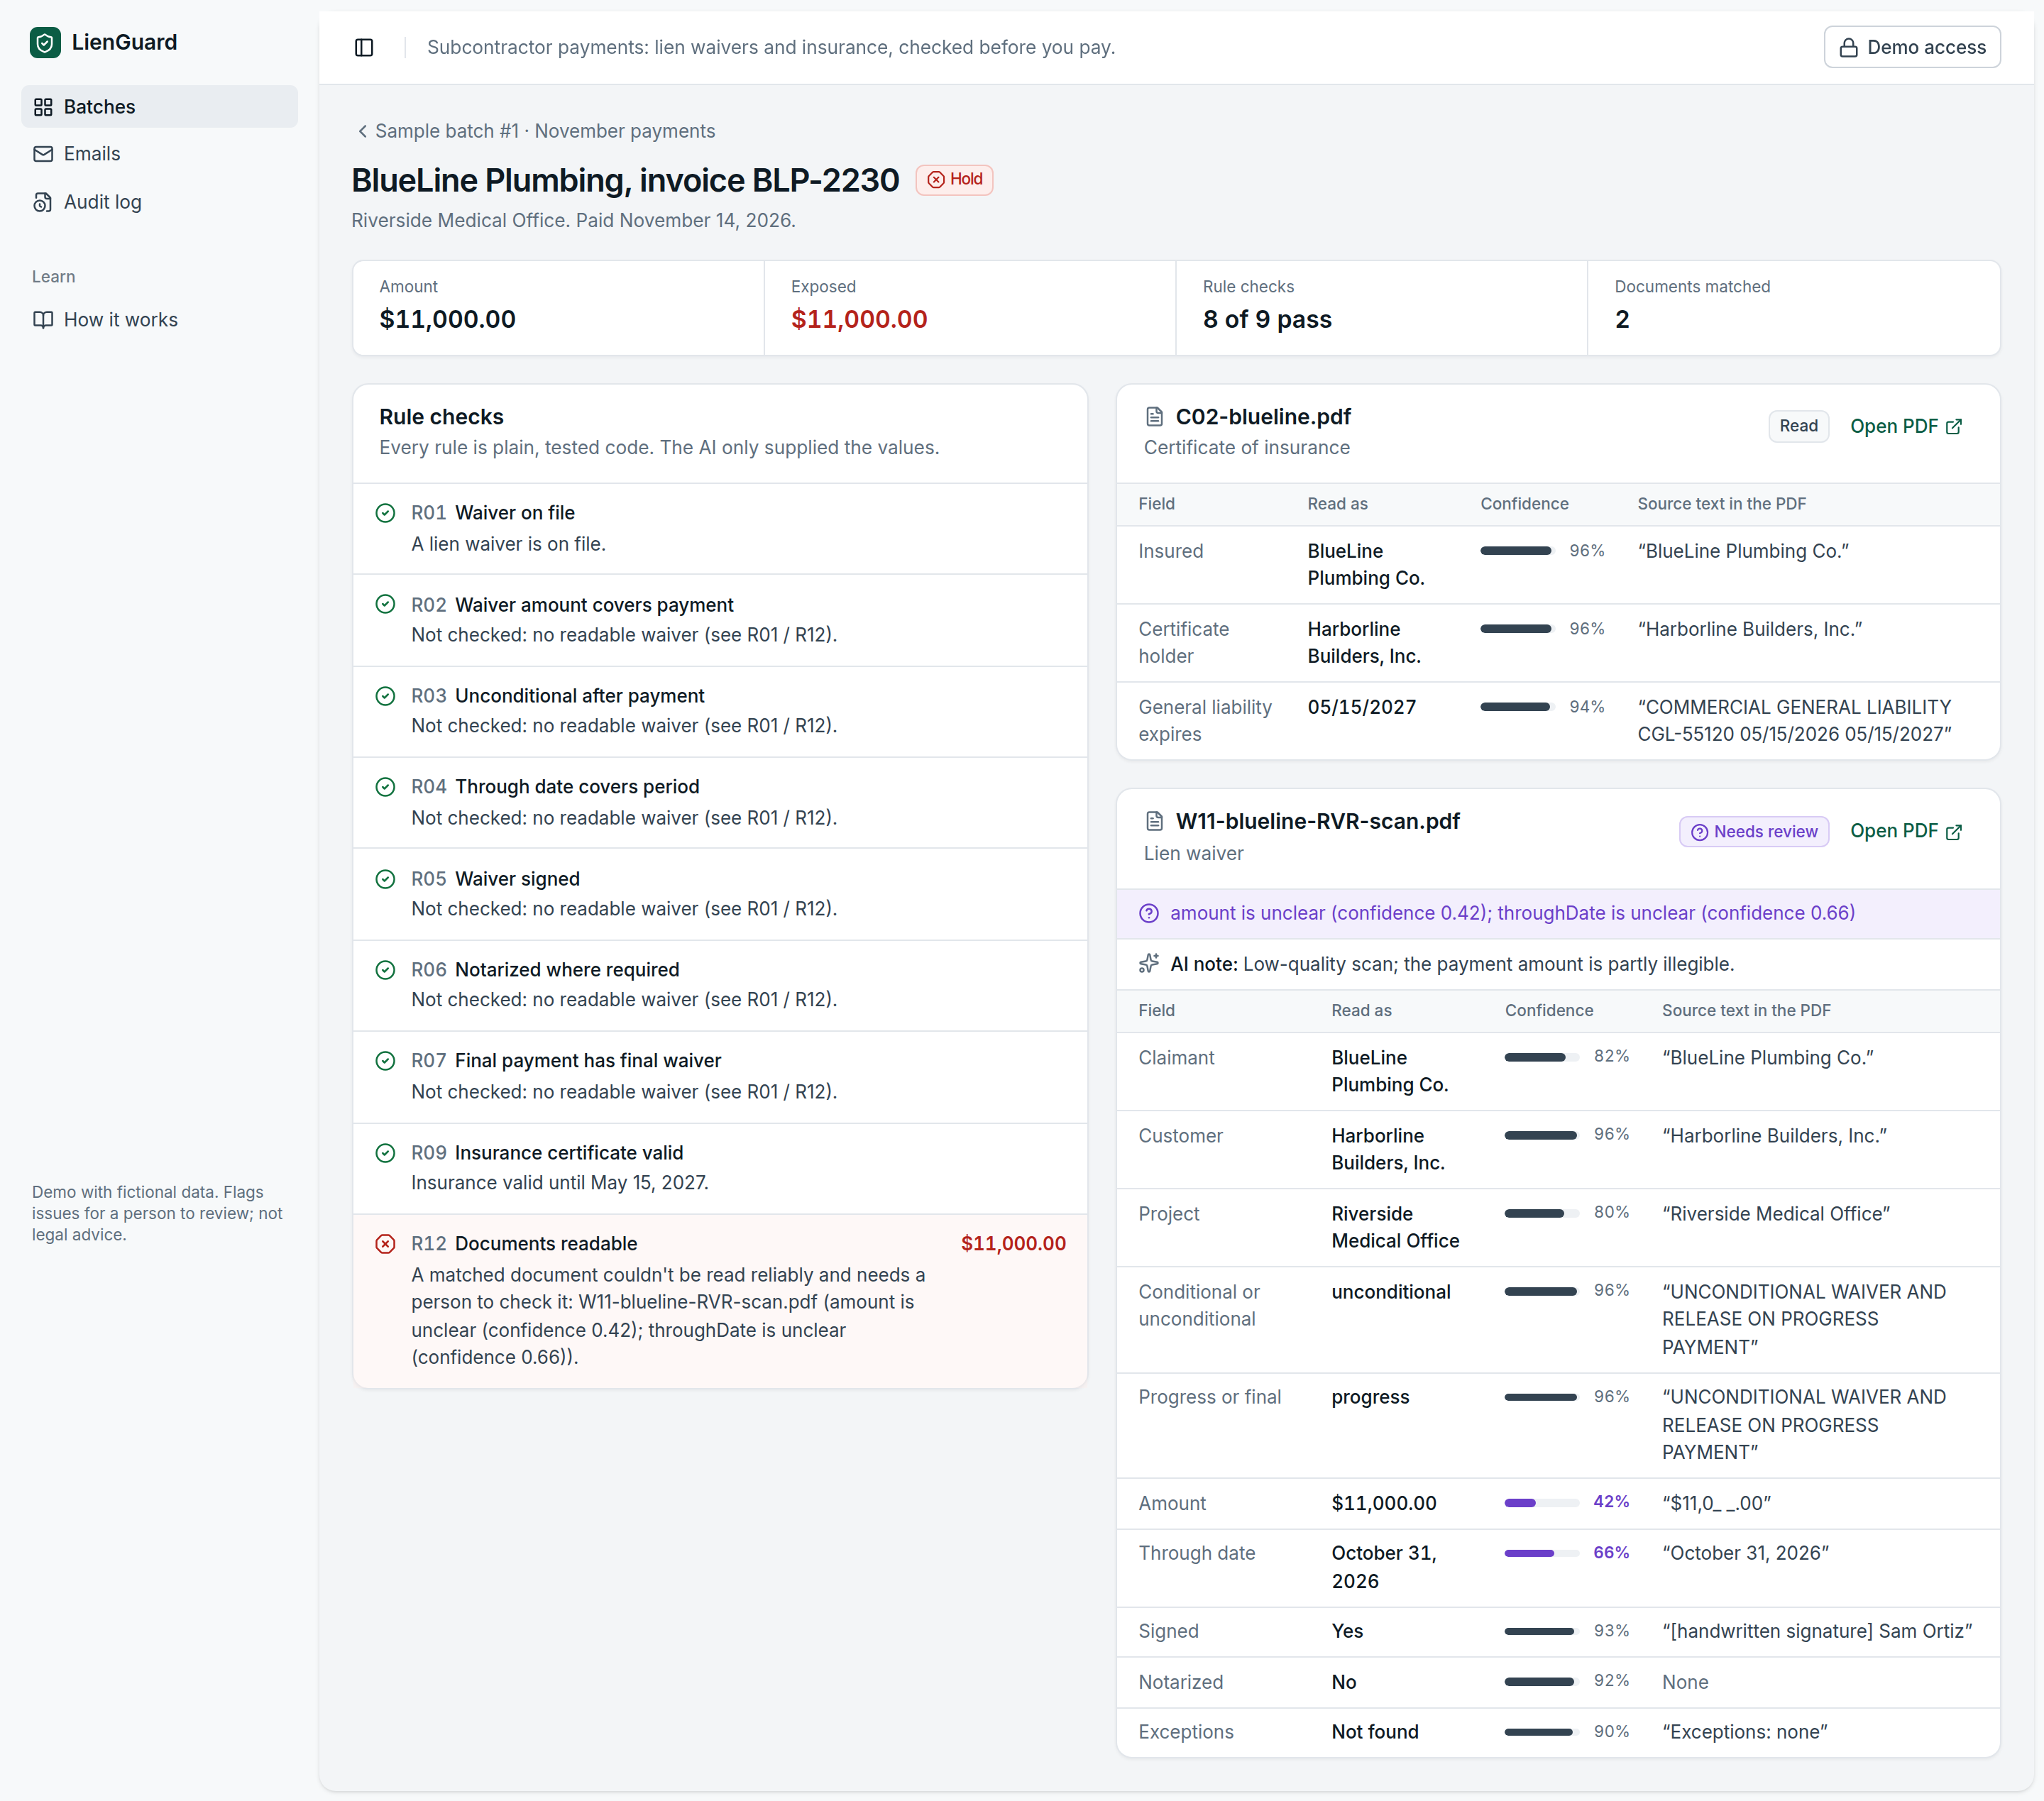 LienGuard
Batches
Emails
Audit log
Learn
How it works
Demo with fictional data. Flags
issues for a person to review; not
legal advice.
Subcontractor payments: lien waivers and insurance, checked before you pay.
Demo access
Sample batch #1 · November payments
BlueLine Plumbing, invoice BLP-2230
Hold
Riverside Medical Office. Paid November 14, 2026.
Amount
$11,000.00
Exposed
$11,000.00
Rule checks
8 of 9 pass
Documents matched
2
Rule checks
Every rule is plain, tested code. The AI only supplied the values.
R01 Waiver on file
A lien waiver is on file.
R02 Waiver amount covers payment
Not checked: no readable waiver (see R01 / R12).
R03 Unconditional after payment
Not checked: no readable waiver (see R01 / R12).
R04 Through date covers period
Not checked: no readable waiver (see R01 / R12).
R05 Waiver signed
Not checked: no readable waiver (see R01 / R12).
R06 Notarized where required
Not checked: no readable waiver (see R01 / R12).
R07 Final payment has final waiver
Not checked: no readable waiver (see R01 / R12).
R09 Insurance certificate valid
Insurance valid until May 15, 2027.
R12 Documents readable $11,000.00
A matched document couldn't be read reliably and needs a
person to check it: W11-blueline-RVR-scan.pdf (amount is
unclear (confidence 0.42); throughDate is unclear
(confidence 0.66)).
C02-blueline.pdf
Certificate of insurance
Read
Open PDF
Field Read as Confidence Source text in the PDF
Insured BlueLine 96% “BlueLine Plumbing Co.”
Plumbing Co.
Certificate Harborline 96% “Harborline Builders, Inc.”
holder Builders, Inc.
General liability 05/15/2027 94% “COMMERCIAL GENERAL LIABILITY
expires CGL-55120 05/15/2026 05/15/2027”
W11-blueline-RVR-scan.pdf
Lien waiver
Needs review
Open PDF
amount is unclear (confidence 0.42); throughDate is unclear (confidence 0.66)
AI note: Low-quality scan; the payment amount is partly illegible.
Field Read as Confidence Source text in the PDF
Claimant BlueLine 82% “BlueLine Plumbing Co.”
Plumbing Co.
Customer Harborline 96% “Harborline Builders, Inc.”
Builders, Inc.
Project Riverside 80% “Riverside Medical Office”
Medical Office
Conditional or unconditional 96% “UNCONDITIONAL WAIVER AND
unconditional RELEASE ON PROGRESS
PAYMENT”
Progress or final progress 96% “UNCONDITIONAL WAIVER AND
RELEASE ON PROGRESS
PAYMENT”
Amount $11,000.00 42% “$11,0_ _.00”
Through date October 31, 66% “October 31, 2026”
2026
Signed Yes 93% “[handwritten signature] Sam Ortiz”
Notarized No 92% None
Exceptions Not found 90% “Exceptions: none”